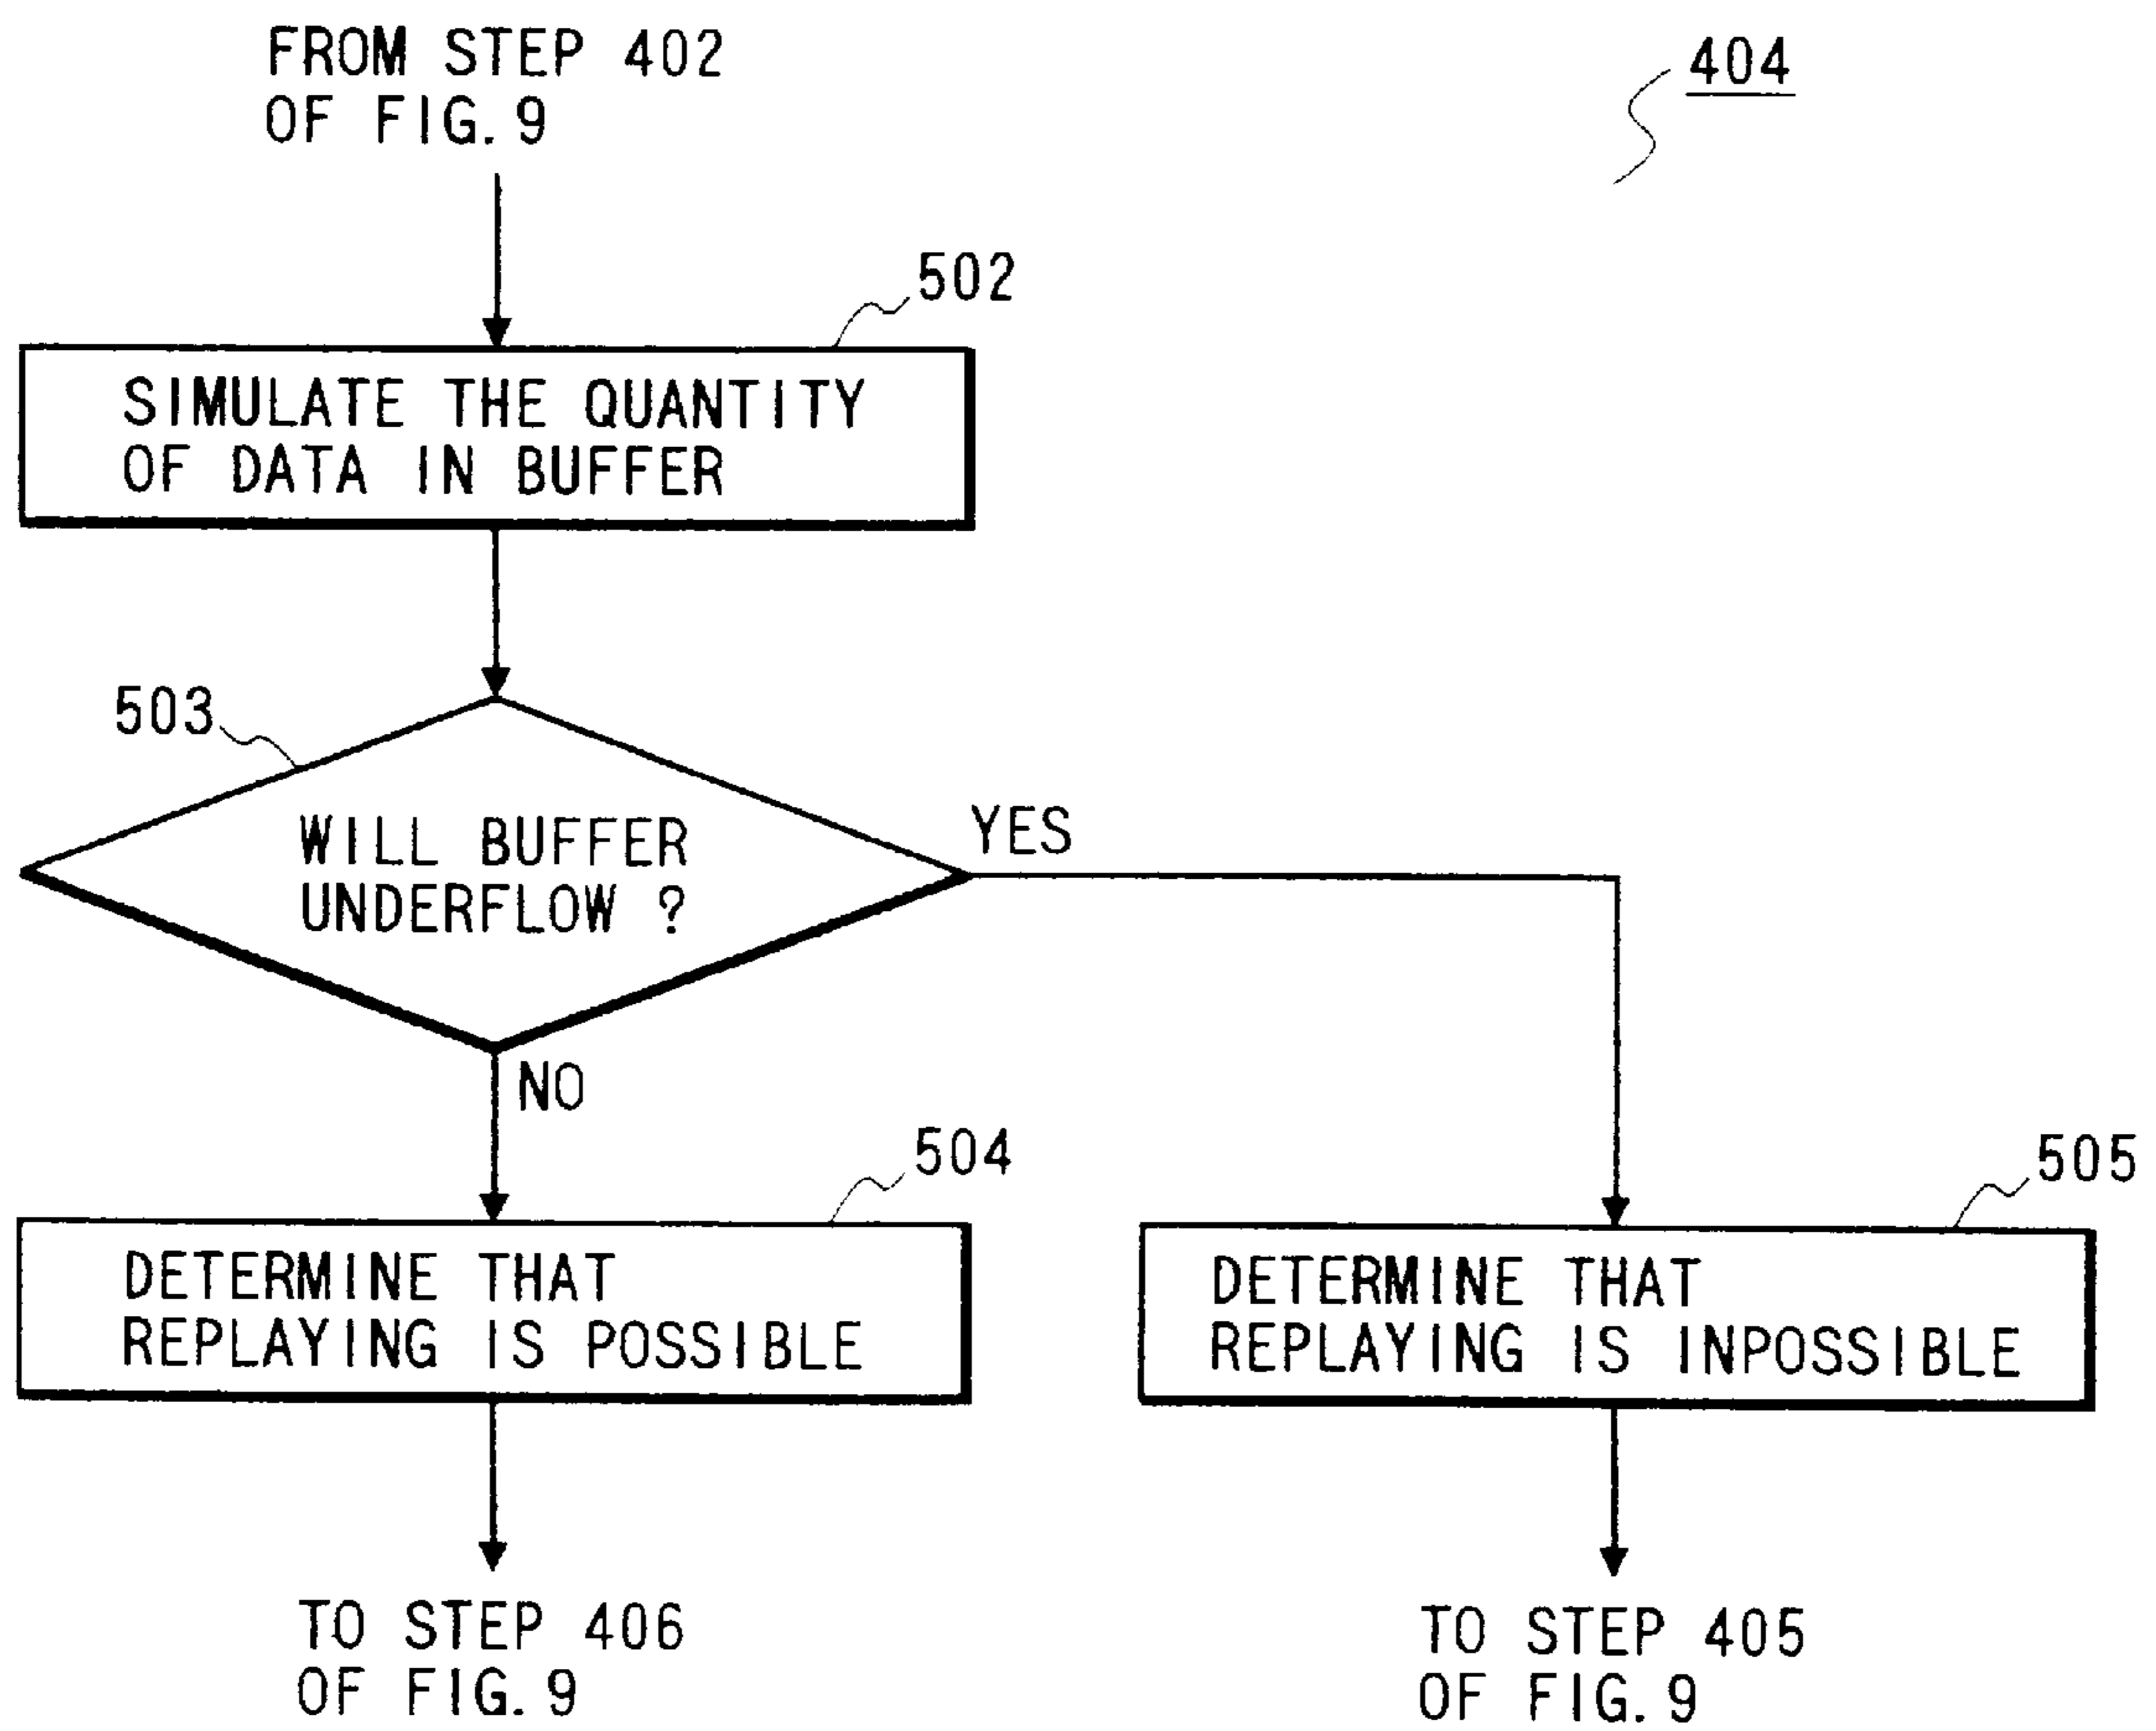 FROM STEP 402
OF FIG. 9
404
502
SIMULATE THE QUANTITY
OF DATA IN BUFFER
503
WILL BUFFER
UNDERFLOW ?
YES
NO
504
DETERMINE THAT
REPLAYING IS POSSIBLE
505
DETERMINE THAT
REPLAYING IS INPOSSIBLE
TO STEP 406
OF FIG. 9
TO STEP 405
OF FIG. 9